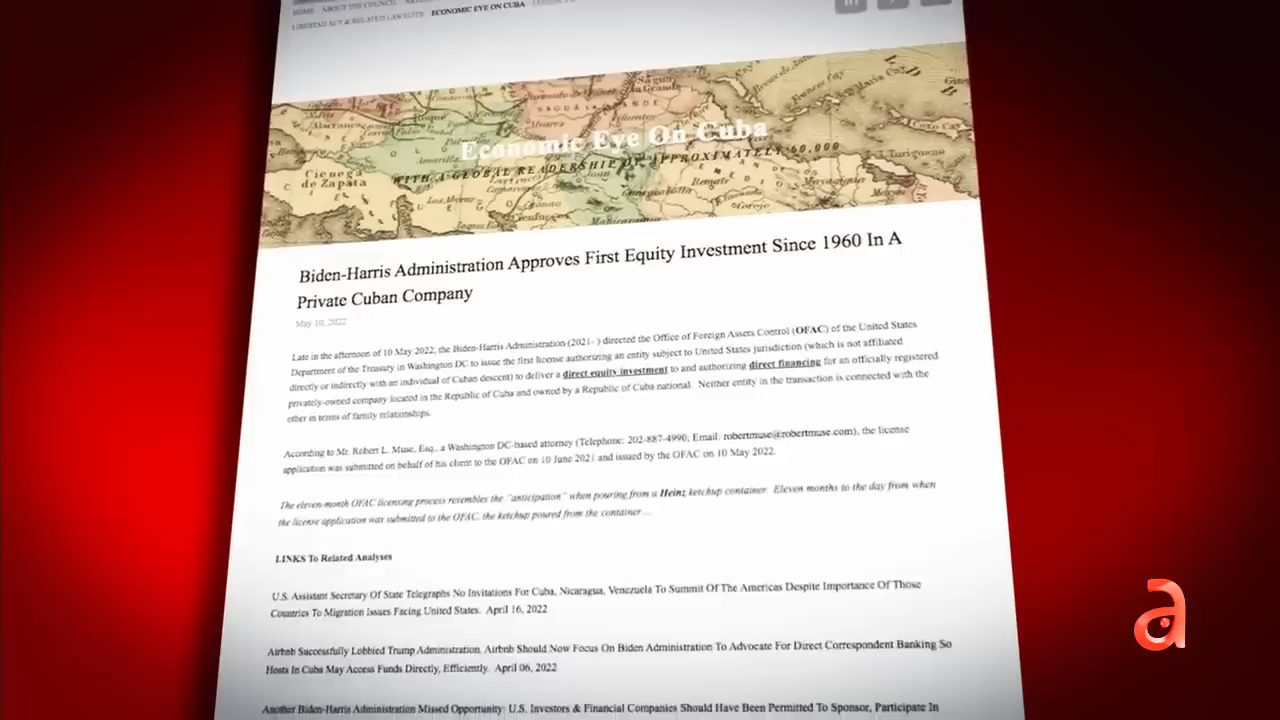 HOME ABOUT THE COUNCIL
LIBERTAD ACT & RELATED LAWSUITS ECONOMIC EYE ON CUBA
Economic Eye On Cuba
WITH A GLOBAL READERSHIP OF APPROXIMATELY 60,000
Cienega
de Zapata
Biden-Harris Administration Approves First Equity Investment Since 1960 In A
Private Cuban Company
May 10, 2022
Late in the afternoon of 10 May 2022, the Biden-Harris Administration (2021- ) directed the Office of Foreign Assets Control (OFAC) of the United States
Department of the Treasury in Washington DC to issue the first license authorizing an entity subject to United States jurisdiction (which is not affiliated
directly or indirectly with an individual of Cuban descent) to deliver a direct equity investment to and authorizing direct financing for an officially registered
privately-owned company located in the Republic of Cuba and owned by a Republic of Cuba national. Neither entity in the transaction is connected with the
other in terms of family relationships.
According to Mr. Robert L. Muse, Esq., a Washington DC-based attorney (Telephone: 202-887-4990; Email: robertmuse@robertmuse.com), the license
application was submitted on behalf of his client to the OFAC on 10 June 2021 and issued by the OFAC on 10 May 2022.
The eleven-month OFAC licensing process resembles the "anticipation" when pouring from a Heinz ketchup container. Eleven months to the day from when
the license application was submitted to the OFAC, the ketchup poured from the container ...
LINKS To Related Analyses
U.S. Assistant Secretary Of State Telegraphs No Invitations For Cuba, Nicaragua, Venezuela To Summit Of The Americas Despite Importance Of Those
Countries To Migration Issues Facing United States. April 16, 2022
Airbnb Successfully Lobbied Trump Administration. Airbnb Should Now Focus On Biden Administration To Advocate For Direct Correspondent Banking So
Hosts In Cuba May Access Funds Directly, Efficiently. April 06, 2022
Another Biden-Harris Administration Missed Opportunity: U.S. Investors & Financial Companies Should Have Been Permitted To Sponsor, Participate In
a